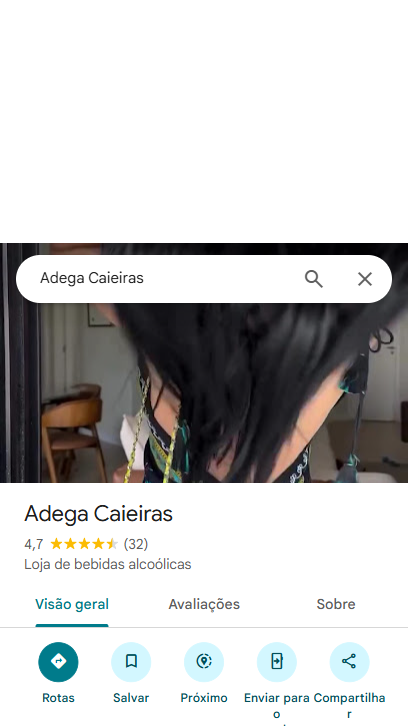 Adega Caieiras
Adega Caieiras
4,7 (32)
Loja de bebidas alcoólicas
Visão geral Avaliações Sobre
Rotas Salvar Próximo Enviar para Compartilha
o r